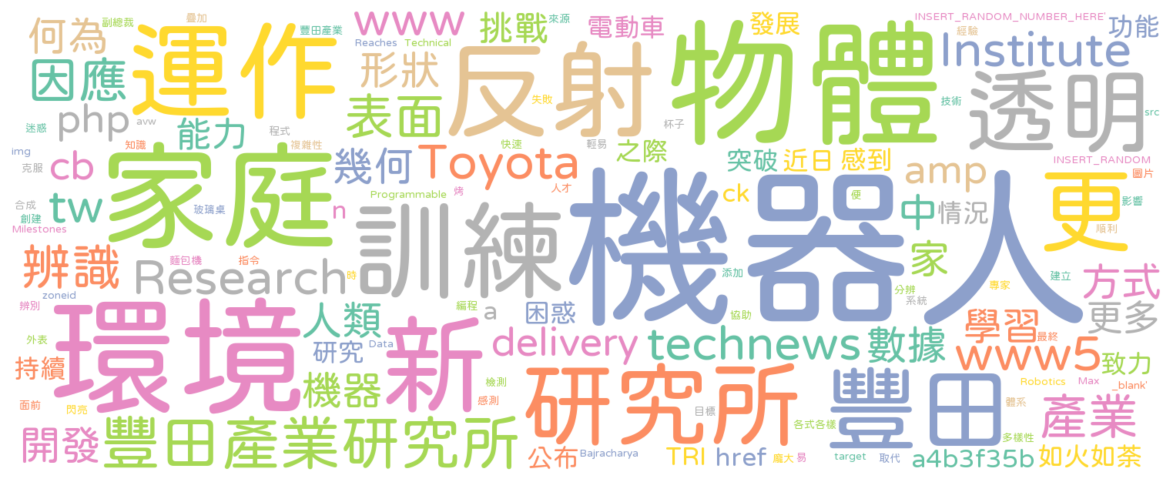 副總裁
疊加
豐田產業
來源
INSERT_RANDOM_NUMBER_HERE'
何為
運作
www
挑戰
電動車
發展
經驗
功能
因應
Reaches
Technical
形狀
反射
物體
Institute
透明
php
avw
表面
失敗
技術
src
迷惑
能力
程式
杯子
知識
複雜性
快速
輕易
之際
img
克服
cb
家庭
幾何
Toyota
突破
近日
感到
INSERT_RANDOM
圖片
人才
amp
合成
創建
tw
玻璃桌
n
Programmable
烤
訓練
機器人
ck
便
中
情況
更
影響
順利
Milestones
辨識
麵包機
指令
Research
時
添加
家
分辨
系統
專家
建立
方式
zoneid
辨別
編程
a
困惑
協助
更多
環境
人類
新
外表
研究
Data
delivery
technews
數據
學習
最終
www5
致力
持續
機器
檢測
感測
研究所
豐田
Robotics
Max
_blank'
面前
閃亮
目標
體系
產業
各式各樣
開發
豐田產業研究所
多樣性
公布
Bajracharya
TRI
href
龐大
易
target
取代
a4b3f35b
如火如荼